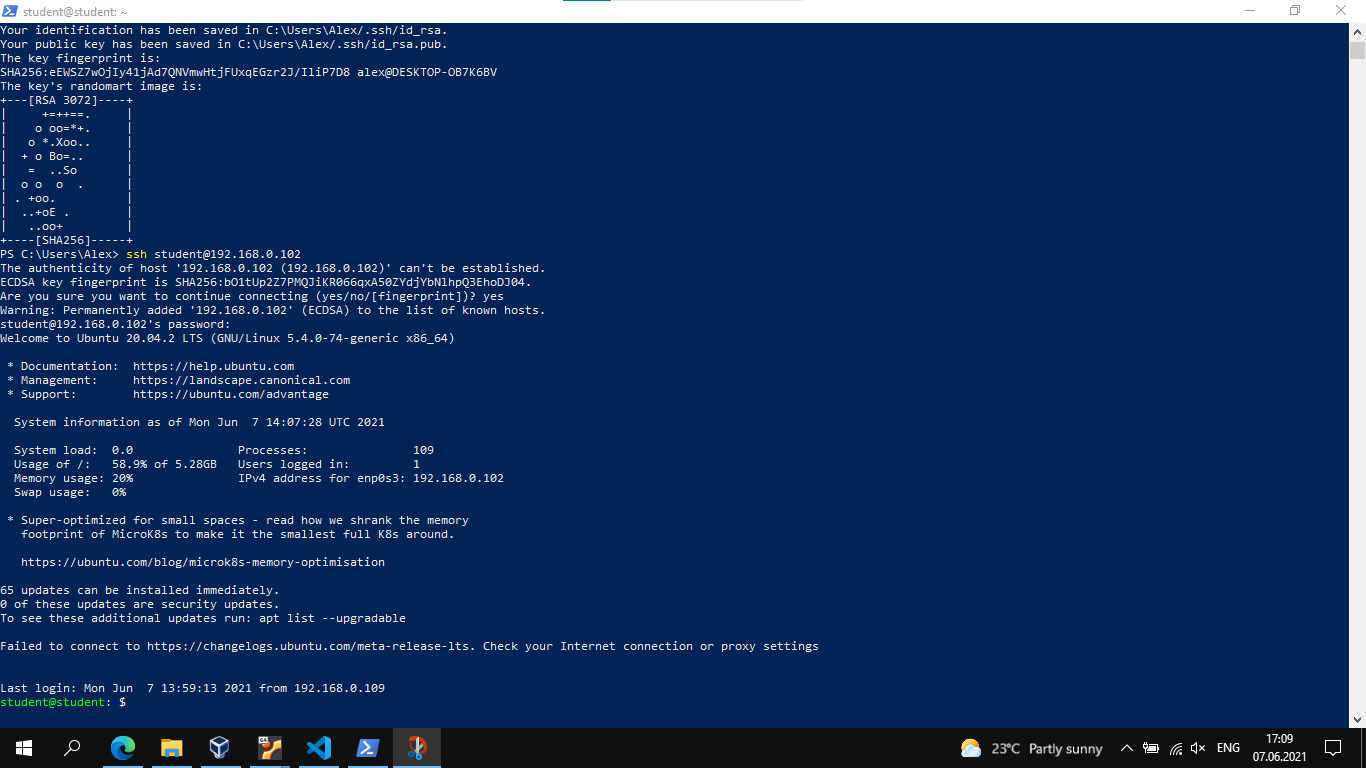 student@student: ~
Your identification has been saved in C:\Users\Alex/.ssh/id_rsa.
Your public key has been saved in C:\Users\Alex/.ssh/id_rsa.pub.
The key fingerprint is:
SHA256:eEWSZ7wOjIy41jAd7QNVmwHtjFUxqEGzr2J/IliP7D8 alex@DESKTOP-OB7K6BV
The key's randomart image is:
+---[RSA 3072]----+
|     +=++==.     |
|    o oo=*+.     |
|   o *.Xoo..     |
|  + o Bo=..      |
|   =  ..So       |
|  o o  o  .      |
| . +oo.          |
|  ..+oE .        |
|   ..oo+         |
+----[SHA256]-----+
PS C:\Users\Alex> ssh student@192.168.0.102
The authenticity of host '192.168.0.102 (192.168.0.102)' can't be established.
ECDSA key fingerprint is SHA256:bO1tUp2Z7PMQJiKR066qxA50ZYdjYbNlhpQ3EhoDJ04.
Are you sure you want to continue connecting (yes/no/[fingerprint])? yes
Warning: Permanently added '192.168.0.102' (ECDSA) to the list of known hosts.
student@192.168.0.102's password:
Welcome to Ubuntu 20.04.2 LTS (GNU/Linux 5.4.0-74-generic x86_64)
* Documentation:  https://help.ubuntu.com
* Management:     https://landscape.canonical.com
* Support:        https://ubuntu.com/advantage
System information as of Mon Jun  7 14:07:28 UTC 2021
System load:  0.0               Processes:               109
Usage of /:   58.9% of 5.28GB   Users logged in:         1
Memory usage: 20%               IPv4 address for enp0s3: 192.168.0.102
Swap usage:   0%
* Super-optimized for small spaces - read how we shrank the memory
footprint of MicroK8s to make it the smallest full K8s around.
https://ubuntu.com/blog/microk8s-memory-optimisation
65 updates can be installed immediately.
0 of these updates are security updates.
To see these additional updates run: apt list --upgradable
Failed to connect to https://changelogs.ubuntu.com/meta-release-lts. Check your Internet connection or proxy settings
Last login: Mon Jun  7 13:59:13 2021 from 192.168.0.109
student@student: $
64
23°C Partly sunny
ENG
17:09
07.06.2021